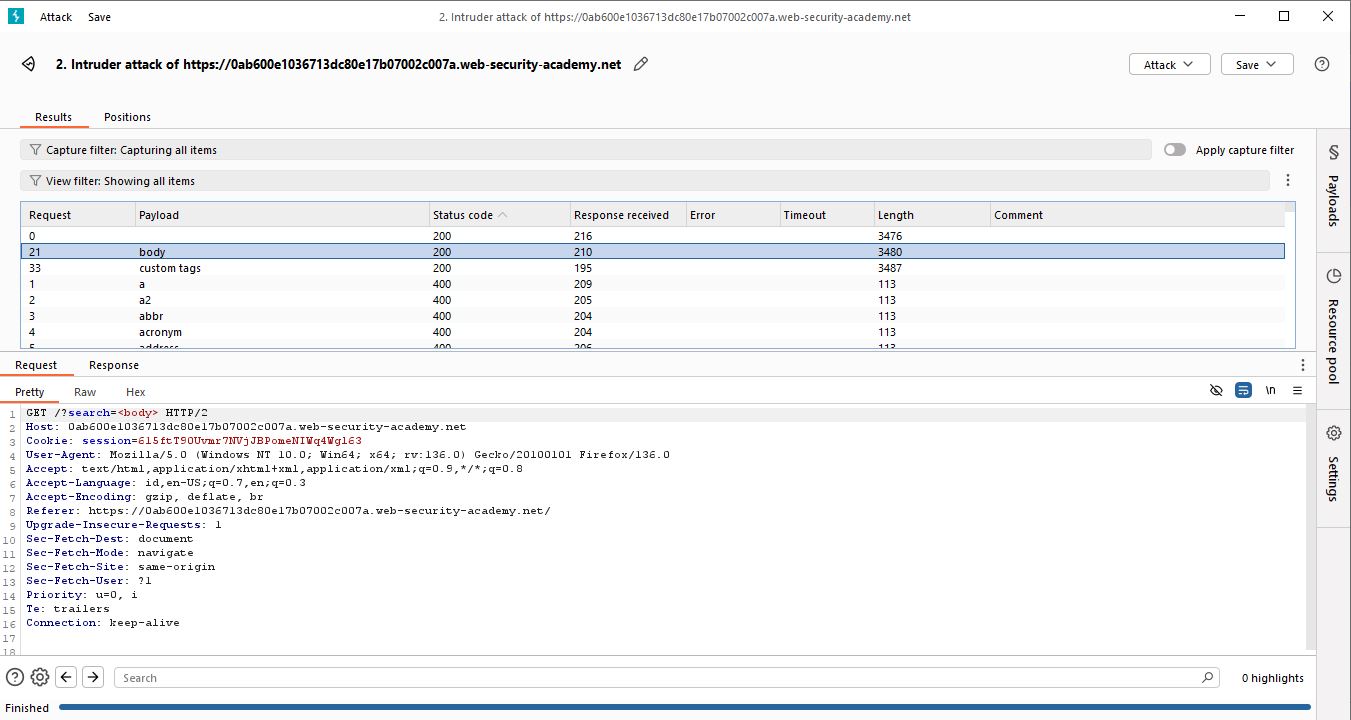 Attack Save 2. Intruder attack of https://0ab600e1036713dc80e17b07002c007a.web-security-academy.net
2. Intruder attack of https://0ab600e1036713dc80e17b07002c007a.web-security-academy.net Attack Save
Results Positions
Capture filter: Capturing all items Apply capture filter
View filter: Showing all items
Request Payload Status code Response received Error Timeout Length Comment
0 200 216 3476
21 body 200 210 3480
33 custom tags 200 195 3487
1 a 400 209 113
2 a2 400 205 113
3 abbr 400 204 113
4 acronym 400 204 113
5 address 400 206 113
Request Response
Pretty Raw Hex
\n
1 GET /?search=<body> HTTP/2
2 Host: 0ab600e1036713dc80e17b07002c007a.web-security-academy.net
3 Cookie: session=
4 User-Agent: Mozilla/5.0 (Windows NT 10.0; Win64; x64; rv:136.0) Gecko/20100101 Firefox/136.0
5 Accept: text/html,application/xhtml+xml,application/xml;q=0.9,*/*;q=0.8
6 Accept-Language: id,en-US;q=0.7,en;q=0.3
7 Accept-Encoding: gzip, deflate, br
8 Referer: https://0ab600e1036713dc80e17b07002c007a.web-security-academy.net/
9 Upgrade-Insecure-Requests: 1
10 Sec-Fetch-Dest: document
11 Sec-Fetch-Mode: navigate
12 Sec-Fetch-Site: same-origin
13 Sec-Fetch-User: ?1
14 Priority: u=0, i
15 Te: trailers
16 Connection: keep-alive
17
18
Search 0 highlights
Finished
Payloads
Resource pool
Settings